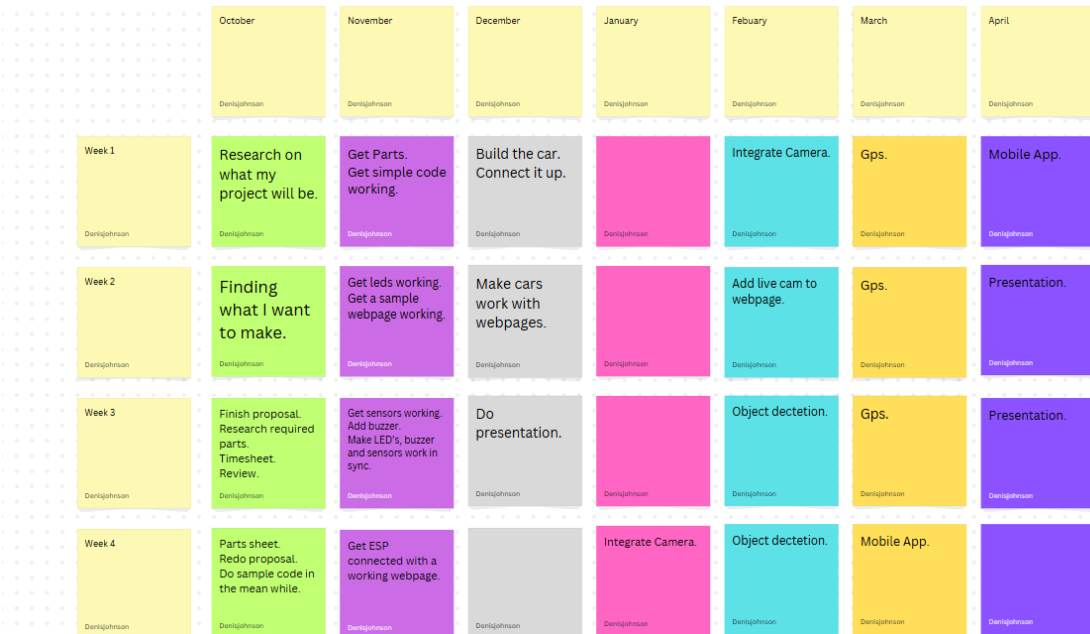 October
November
December
January
Febuary
March
April
Denisjohnson
Denisjohnson
Denisjohnson
Denisjohnson
Denisjohnson
Denisjohnson
Denisjohnson
Week 1
Research on
what my
project will be.
Get Parts.
Get simple code
working.
Build the car.
Connect it up.
Integrate Camera.
Gps.
Mobile App.
Denisjohnson
Denisjohnson
Denisjohnson
Denisjohnson
Denisjohnson
Denisjohnson
Denisjohnson
Denisjohnson
Week 2
Finding
what I want
to make.
Get leds working.
Get a sample
webpage working.
Make cars
work with
webpages.
Add live cam to
webpage.
Gps.
Presentation.
Denisjohnson
Denisjohnson
Denisjohnson
Denisjohnson
Denisjohnson
Denisjohnson
Denisjohnson
Denisjohnson
Week 3
Finish proposal.
Research required
parts.
Timesheet.
Review.
Get sensors working.
Add buzzer.
Make LED's, buzzer
and sensors work in
sync.
Do
presentation.
Object dectetion.
Gps.
Presentation.
Denisjohnson
Denisjohnson
Denisjohnson
Denisjohnson
Denisjohnson
Denisjohnson
Denisjohnson
Denisjohnson
Week 4
Parts sheet.
Redo proposal.
Do sample code in
the mean while.
Get ESP
connected with a
working webpage.
Integrate Camera.
Object dectetion.
Mobile App.
Denisjohnson
Denisjohnson
Denisjohnson
Denisjohnson
Denisjohnson
Denisjohnson
Denisjohnson
Denisjohnson